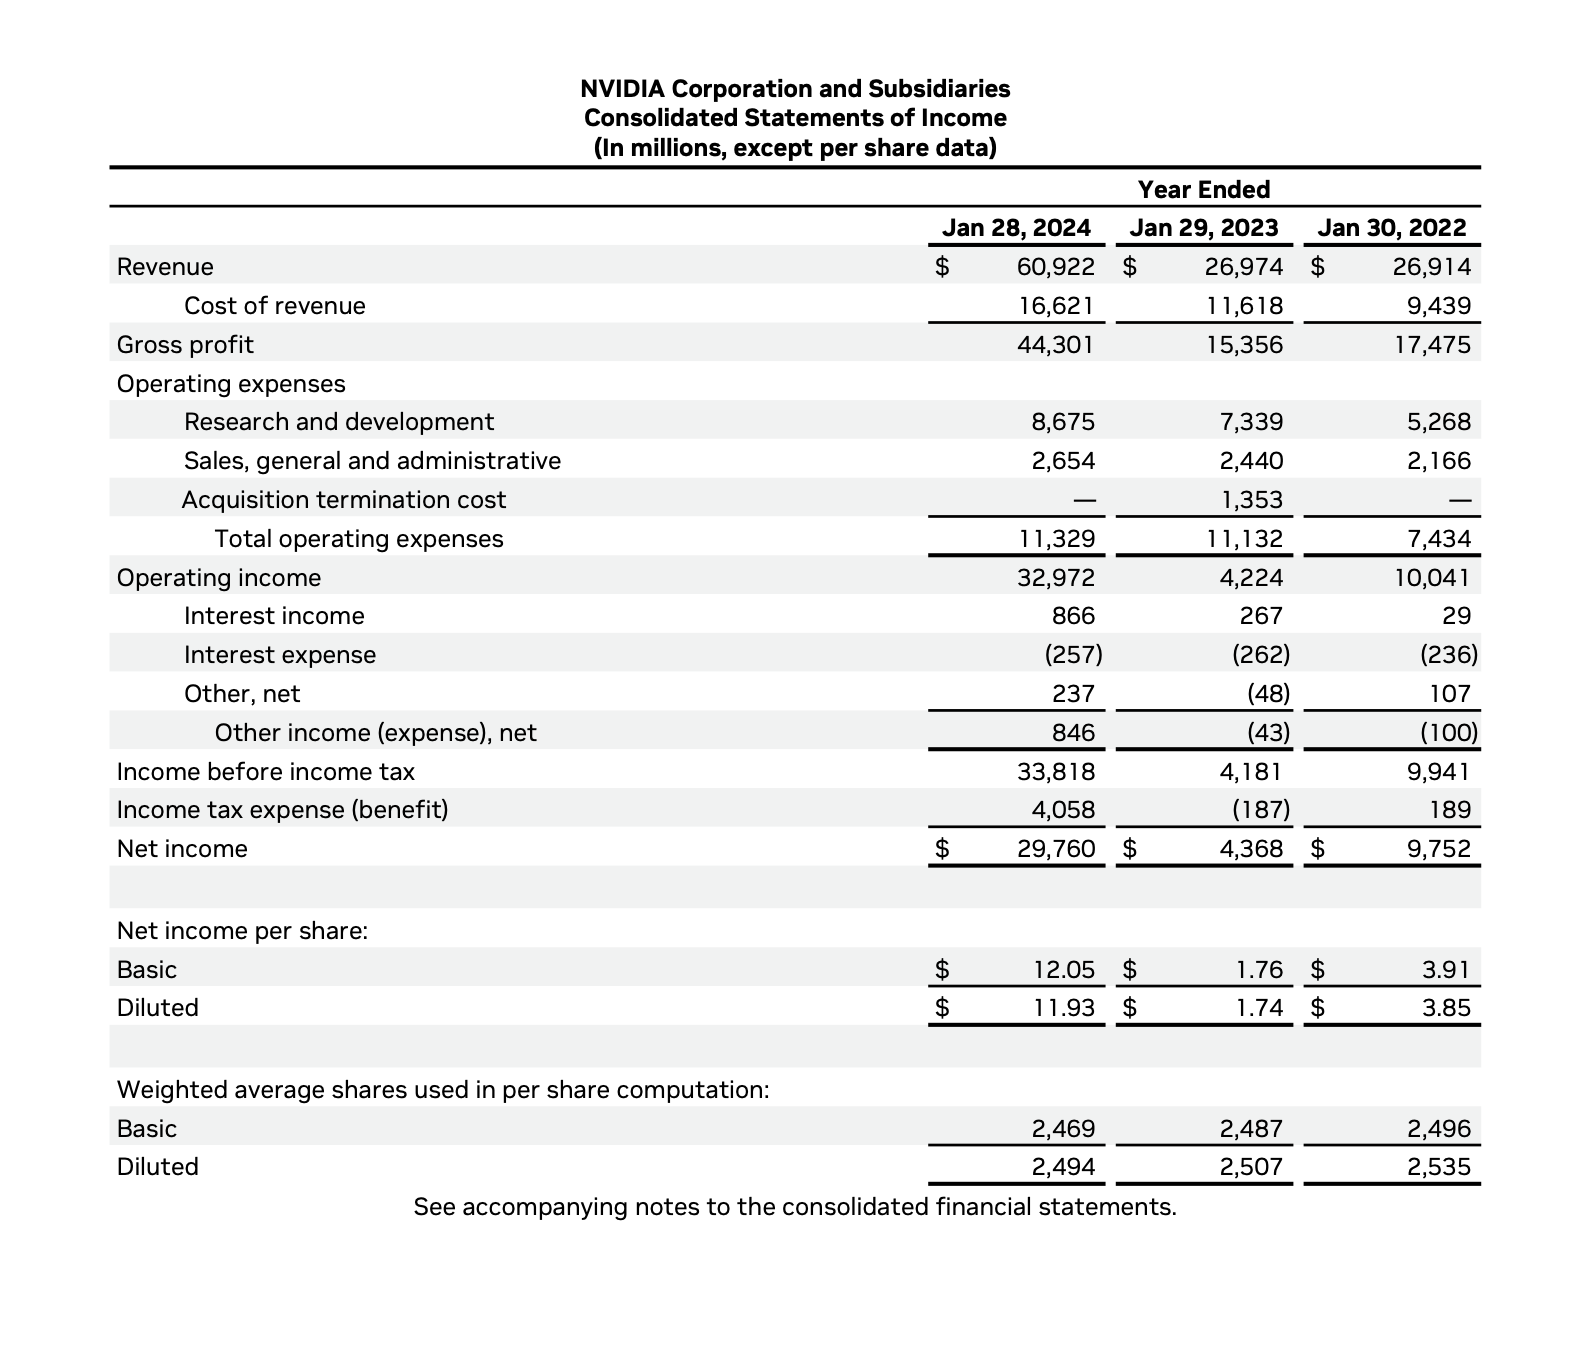 NVIDIA Corporation and Subsidiaries
Consolidated Statements of Income
(In millions, except per share data)
Year Ended
Jan 28, 2024 Jan 29, 2023 Jan 30, 2022
Revenue $ 60,922 $ 26,974 $ 26,914
Cost of revenue 16,621 11,618 9,439
Gross profit 44,301 15,356 17,475
Operating expenses
Research and development 8,675 7,339 5,268
Sales, general and administrative 2,654 2,440 2,166
Acquisition termination cost — 1,353 —
Total operating expenses 11,329 11,132 7,434
Operating income 32,972 4,224 10,041
Interest income 866 267 29
Interest expense (257) (262) (236)
Other, net 237 (48) 107
Other income (expense), net 846 (43) (100)
Income before income tax 33,818 4,181 9,941
Income tax expense (benefit) 4,058 (187) 189
Net income $ 29,760 $ 4,368 $ 9,752
Net income per share:
Basic $ 12.05 $ 1.76 $ 3.91
Diluted $ 11.93 $ 1.74 $ 3.85
Weighted average shares used in per share computation:
Basic 2,469 2,487 2,496
Diluted 2,494 2,507 2,535
See accompanying notes to the consolidated financial statements.